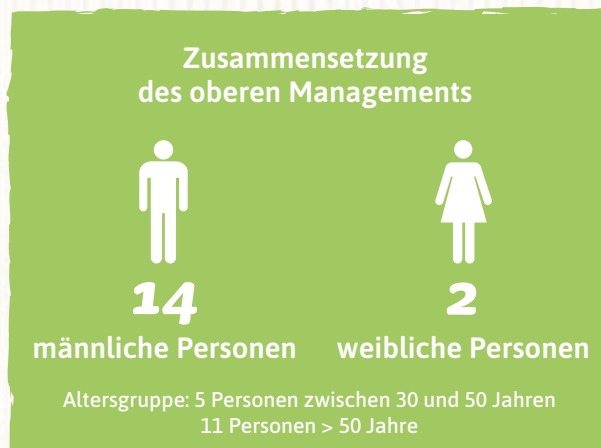 Zusammensetzung
des oberen Managements
14
männliche Personen
2
weibliche Personen
Altersgruppe: 5 Personen zwischen 30 und 50 Jahren
11 Personen > 50 Jahre